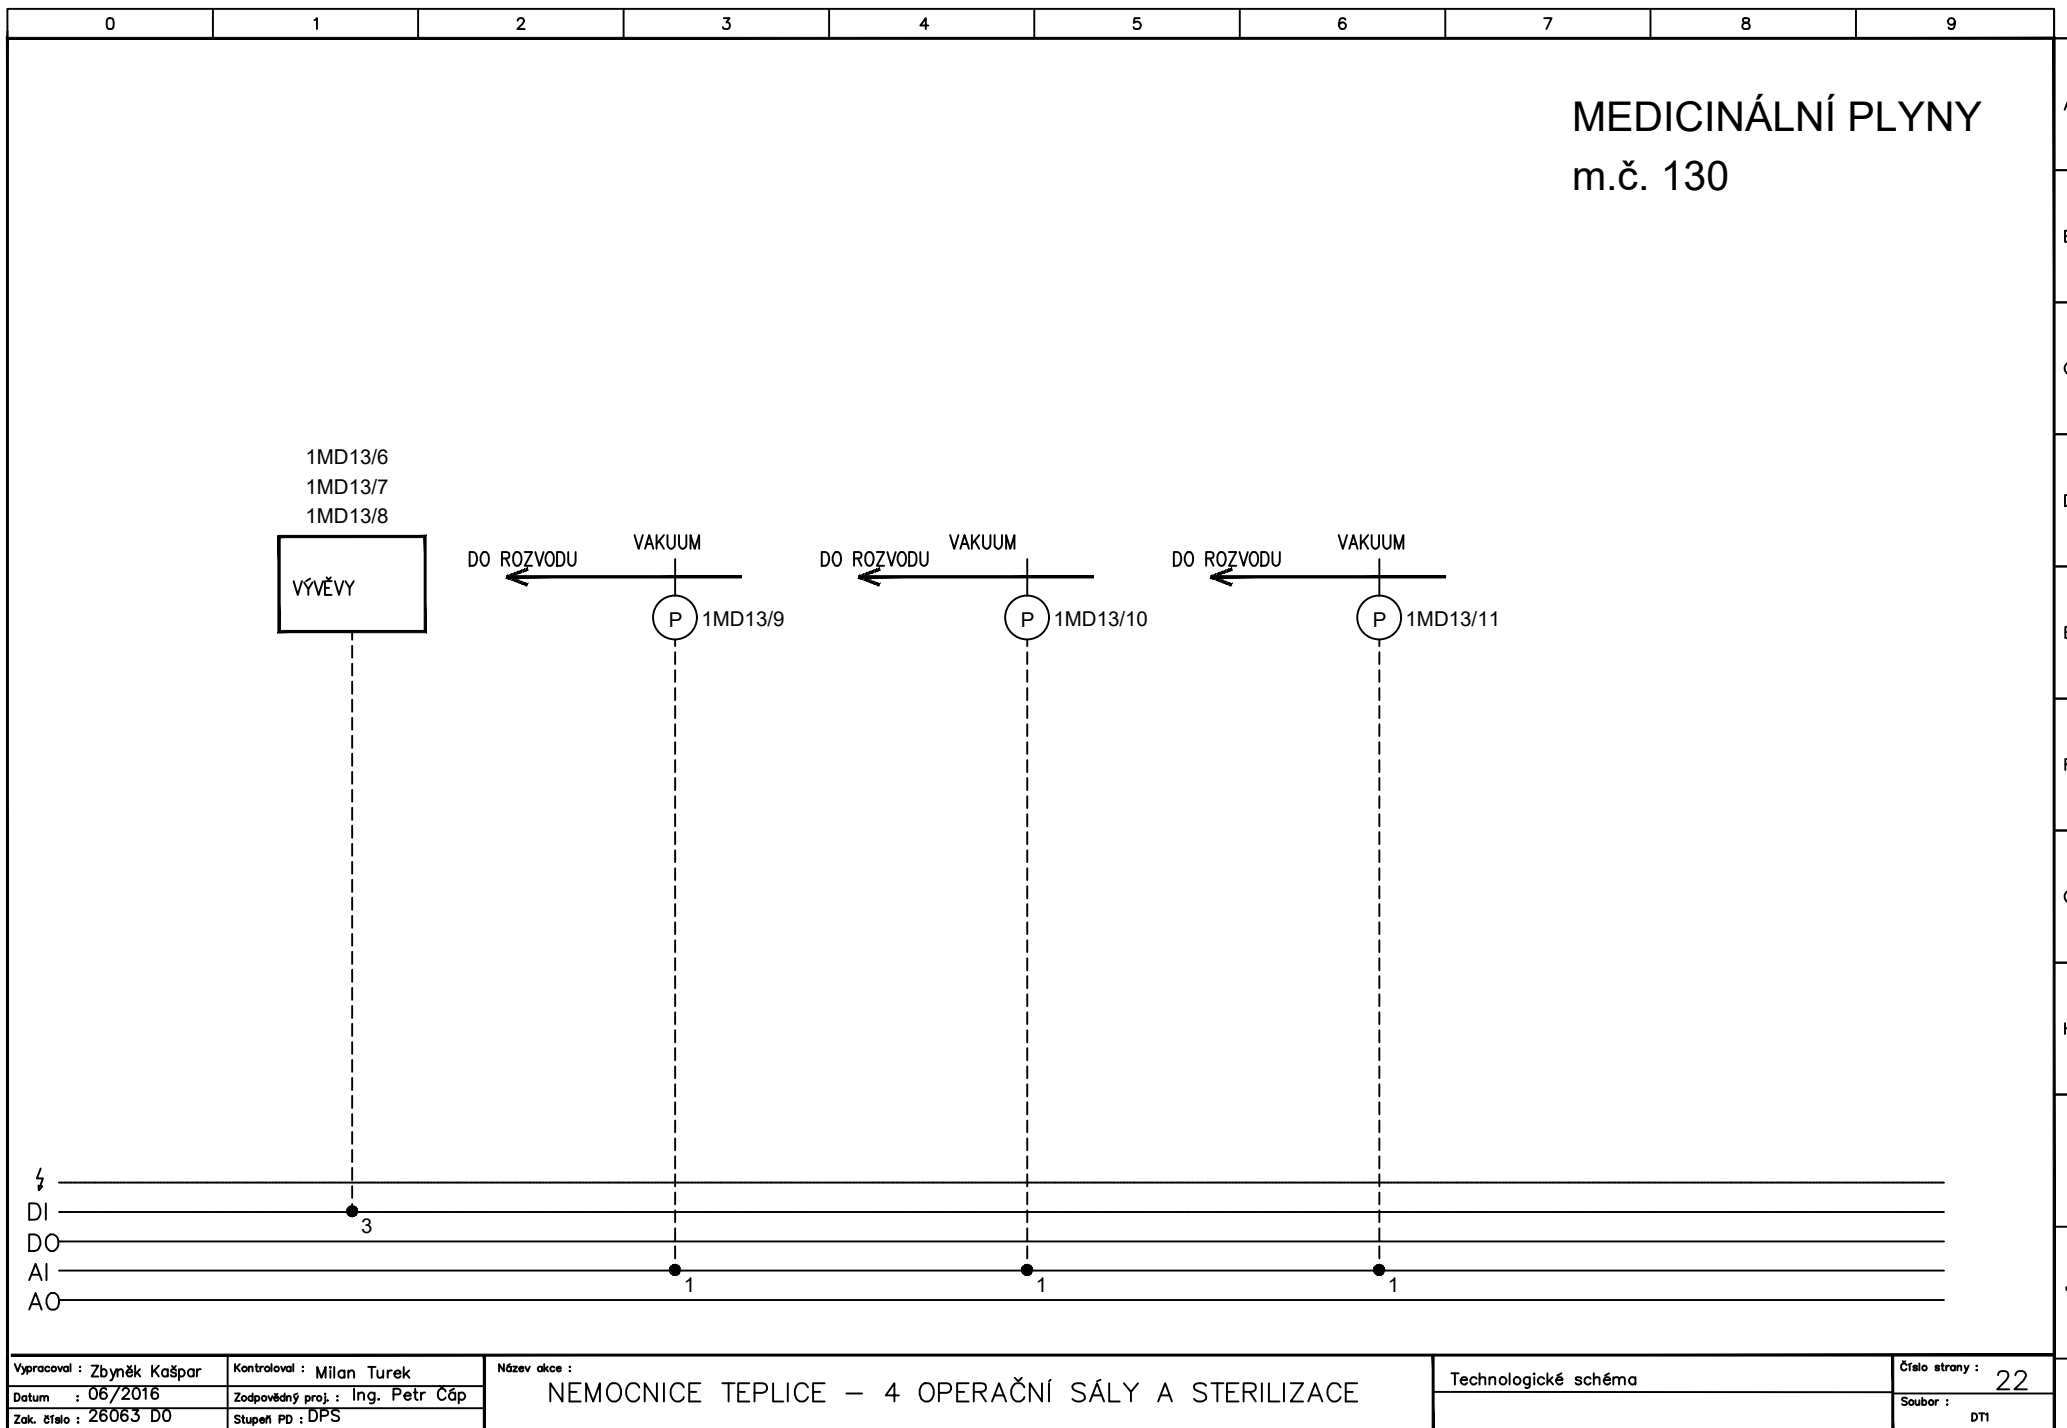 0 1 2 3 4 5 6 7 8 9
MEDICINÁLNÍ PLYNY
m.č. 130
1MD13/6
1MD13/7
1MD13/8
VÝVĚVY
DO ROZVODU
VAKUUM
P
1MD13/9
DO ROZVODU
VAKUUM
P
1MD13/10
DO ROZVODU
VAKUUM
P
1MD13/11
DI
3
DO
AI
1 1 1
AO
Vypracoval : Zbyněk Kašpar
Datum : 06/2016
Zak. číslo : 26063 D0
Kontroloval : Milan Turek
Zodpovědný proj. : Ing. Petr Čáp
Stupeň PD : DPS
Název akce :
NEMOCNICE TEPLICE – 4 OPERAČNÍ SÁLY A STERILIZACE
Technologické schéma
Číslo strany : 22
Soubor :
DT1